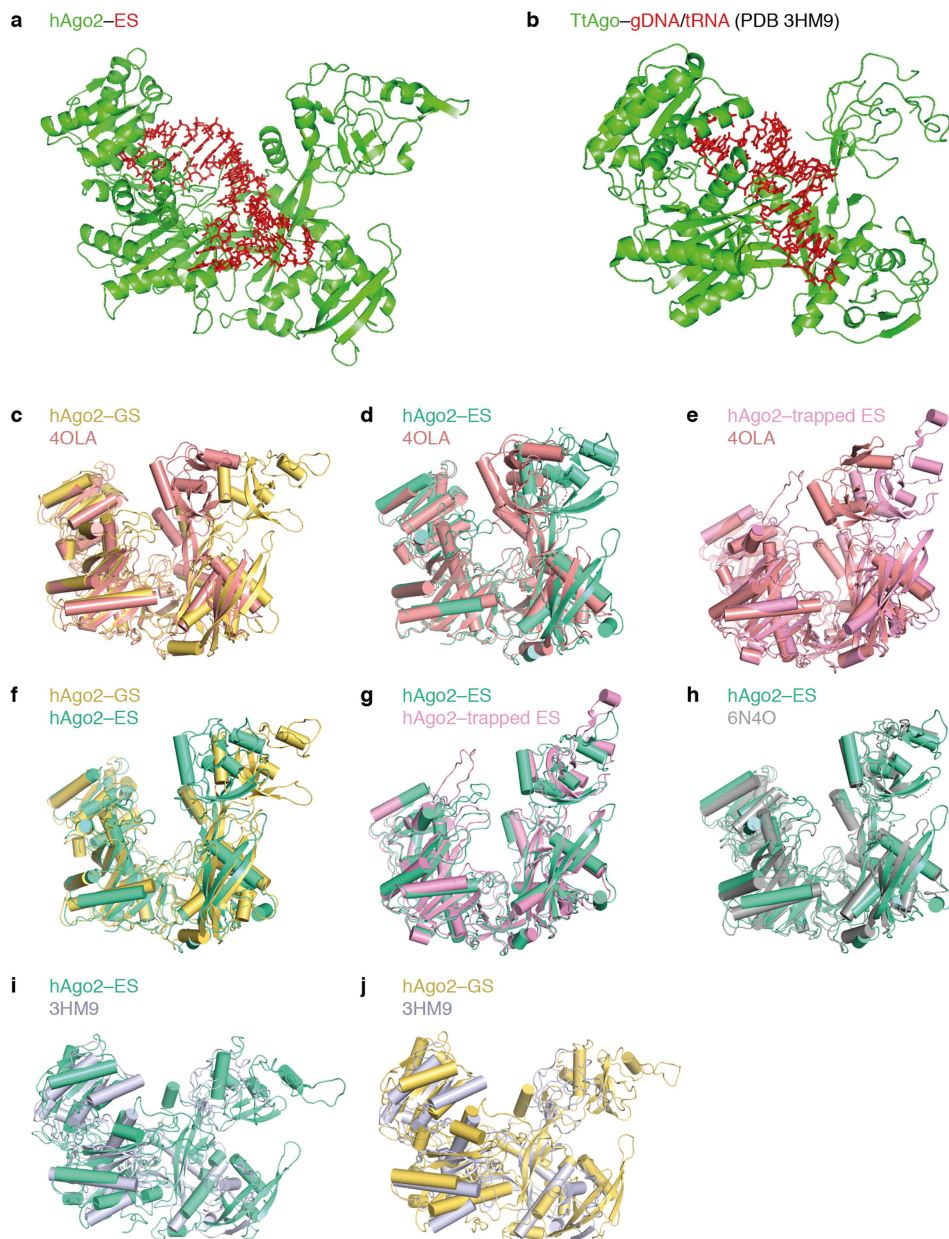 a hAgo2–ES
b TtAgo–gDNA/tRNA (PDB 3HM9)
c hAgo2–GS
4OLA
d hAgo2–ES
4OLA
e hAgo2–trapped ES
4OLA
f hAgo2–GS
hAgo2–ES
g hAgo2–ES
hAgo2–trapped ES
h hAgo2–ES
6N4O
i hAgo2–ES
3HM9
j hAgo2–GS
3HM9